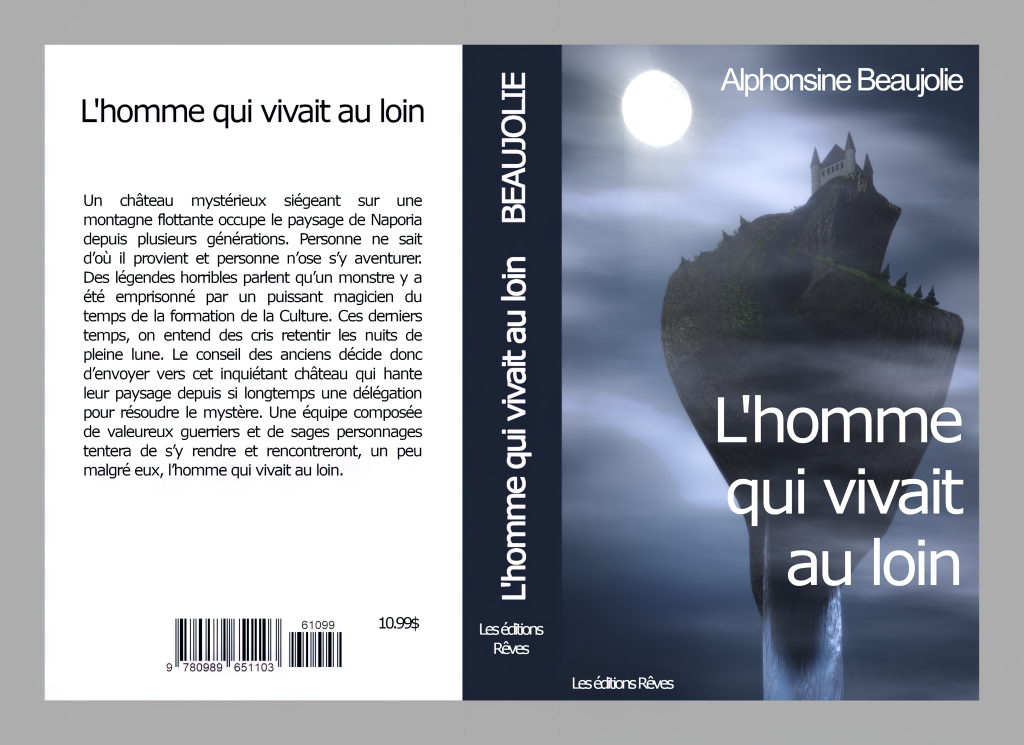 L'homme qui vivait au loin
Un château mystérieux siégeant sur une
montagne flottante occupe le paysage de Naporia
depuis plusieurs générations. Personne ne sait
d’où il provient et personne n’ose s’y aventurer.
Des légendes horribles parlent qu’un monstre y a
été emprisonné par un puissant magicien du
temps de la formation de la Culture. Ces derniers
temps, on entend des cris retentir les nuits de
pleine lune. Le conseil des anciens décide donc
d’envoyer vers cet inquiétant château qui hante
leur paysage depuis si longtemps une délégation
pour résoudre le mystère. Une équipe composée
de valeureux guerriers et de sages personnages
tentera de s’y rendre et rencontreront, un peu
malgré eux, l’homme qui vivait au loin.
61099
10.99$
9 780989 651103
L'homme qui vivait au loin BEAUJOLIE
Les éditions
Rêves
Alphonsine Beaujolie
L'homme
qui vivait
au loin
Les éditions Rêves